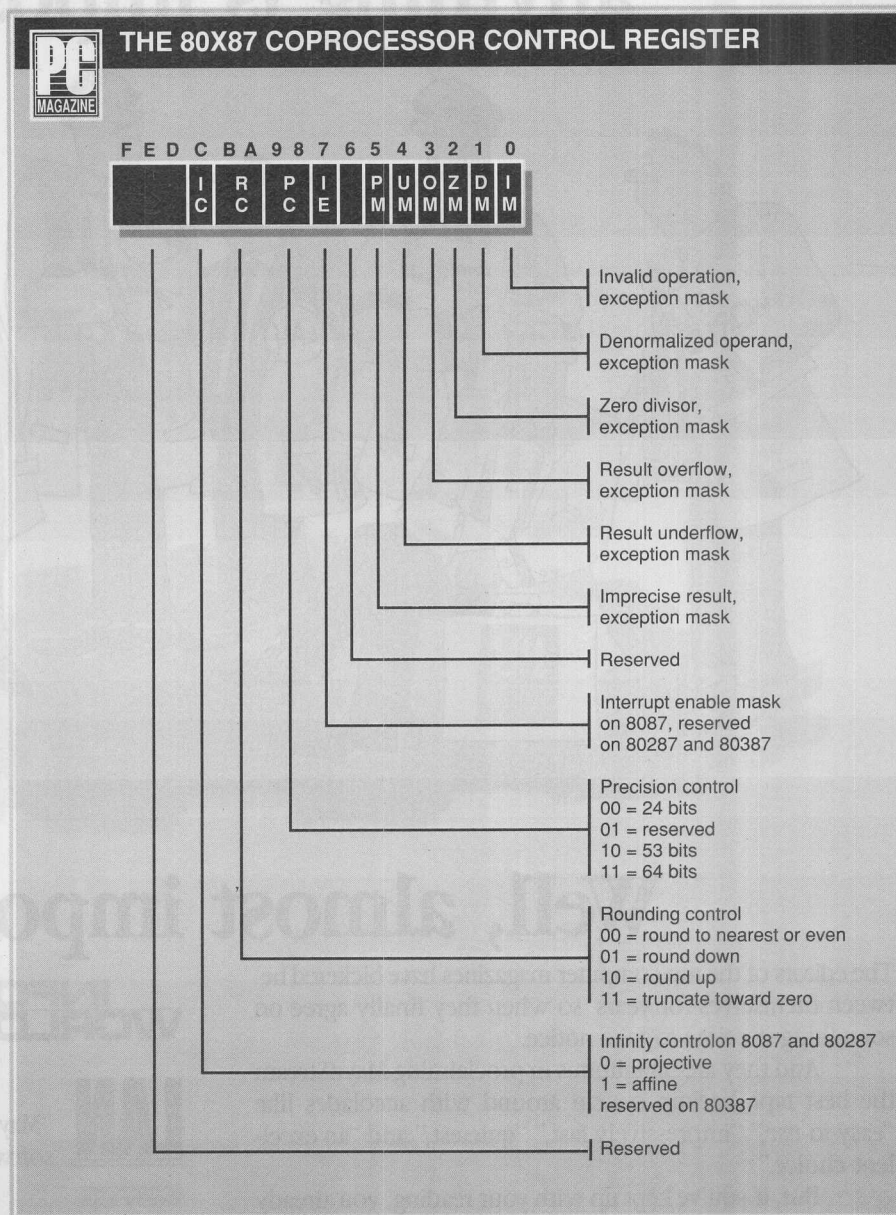 PC
MAGAZINE
THE 80X87 COPROCESSOR CONTROL REGISTER
F E D C B A 9 8 7 6 5 4 3 2 1 0
I R P I P U O Z D I
C C C E M M M M M M
Invalid operation,
exception mask
Denormalized operand,
exception mask
Zero divisor,
exception mask
Result overflow,
exception mask
Result underflow,
exception mask
Imprecise result,
exception mask
Reserved
Interrupt enable mask
on 8087, reserved
on 80287 and 80387
Precision control
00 = 24 bits
01 = reserved
10 = 53 bits
11 = 64 bits
Rounding control
00 = round to nearest or even
01 = round down
10 = round up
11 = truncate toward zero
Infinity controlon 8087 and 80287
0 = projective
1 = affine
reserved on 80387
Reserved